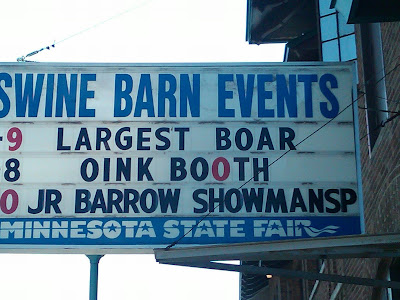 SWINE BARN EVENTS
-9 LARGEST BOAR
8 OINK BOOTH
0 JR BARROW SHOWMANSP
MINNESOTA STATE FAIR